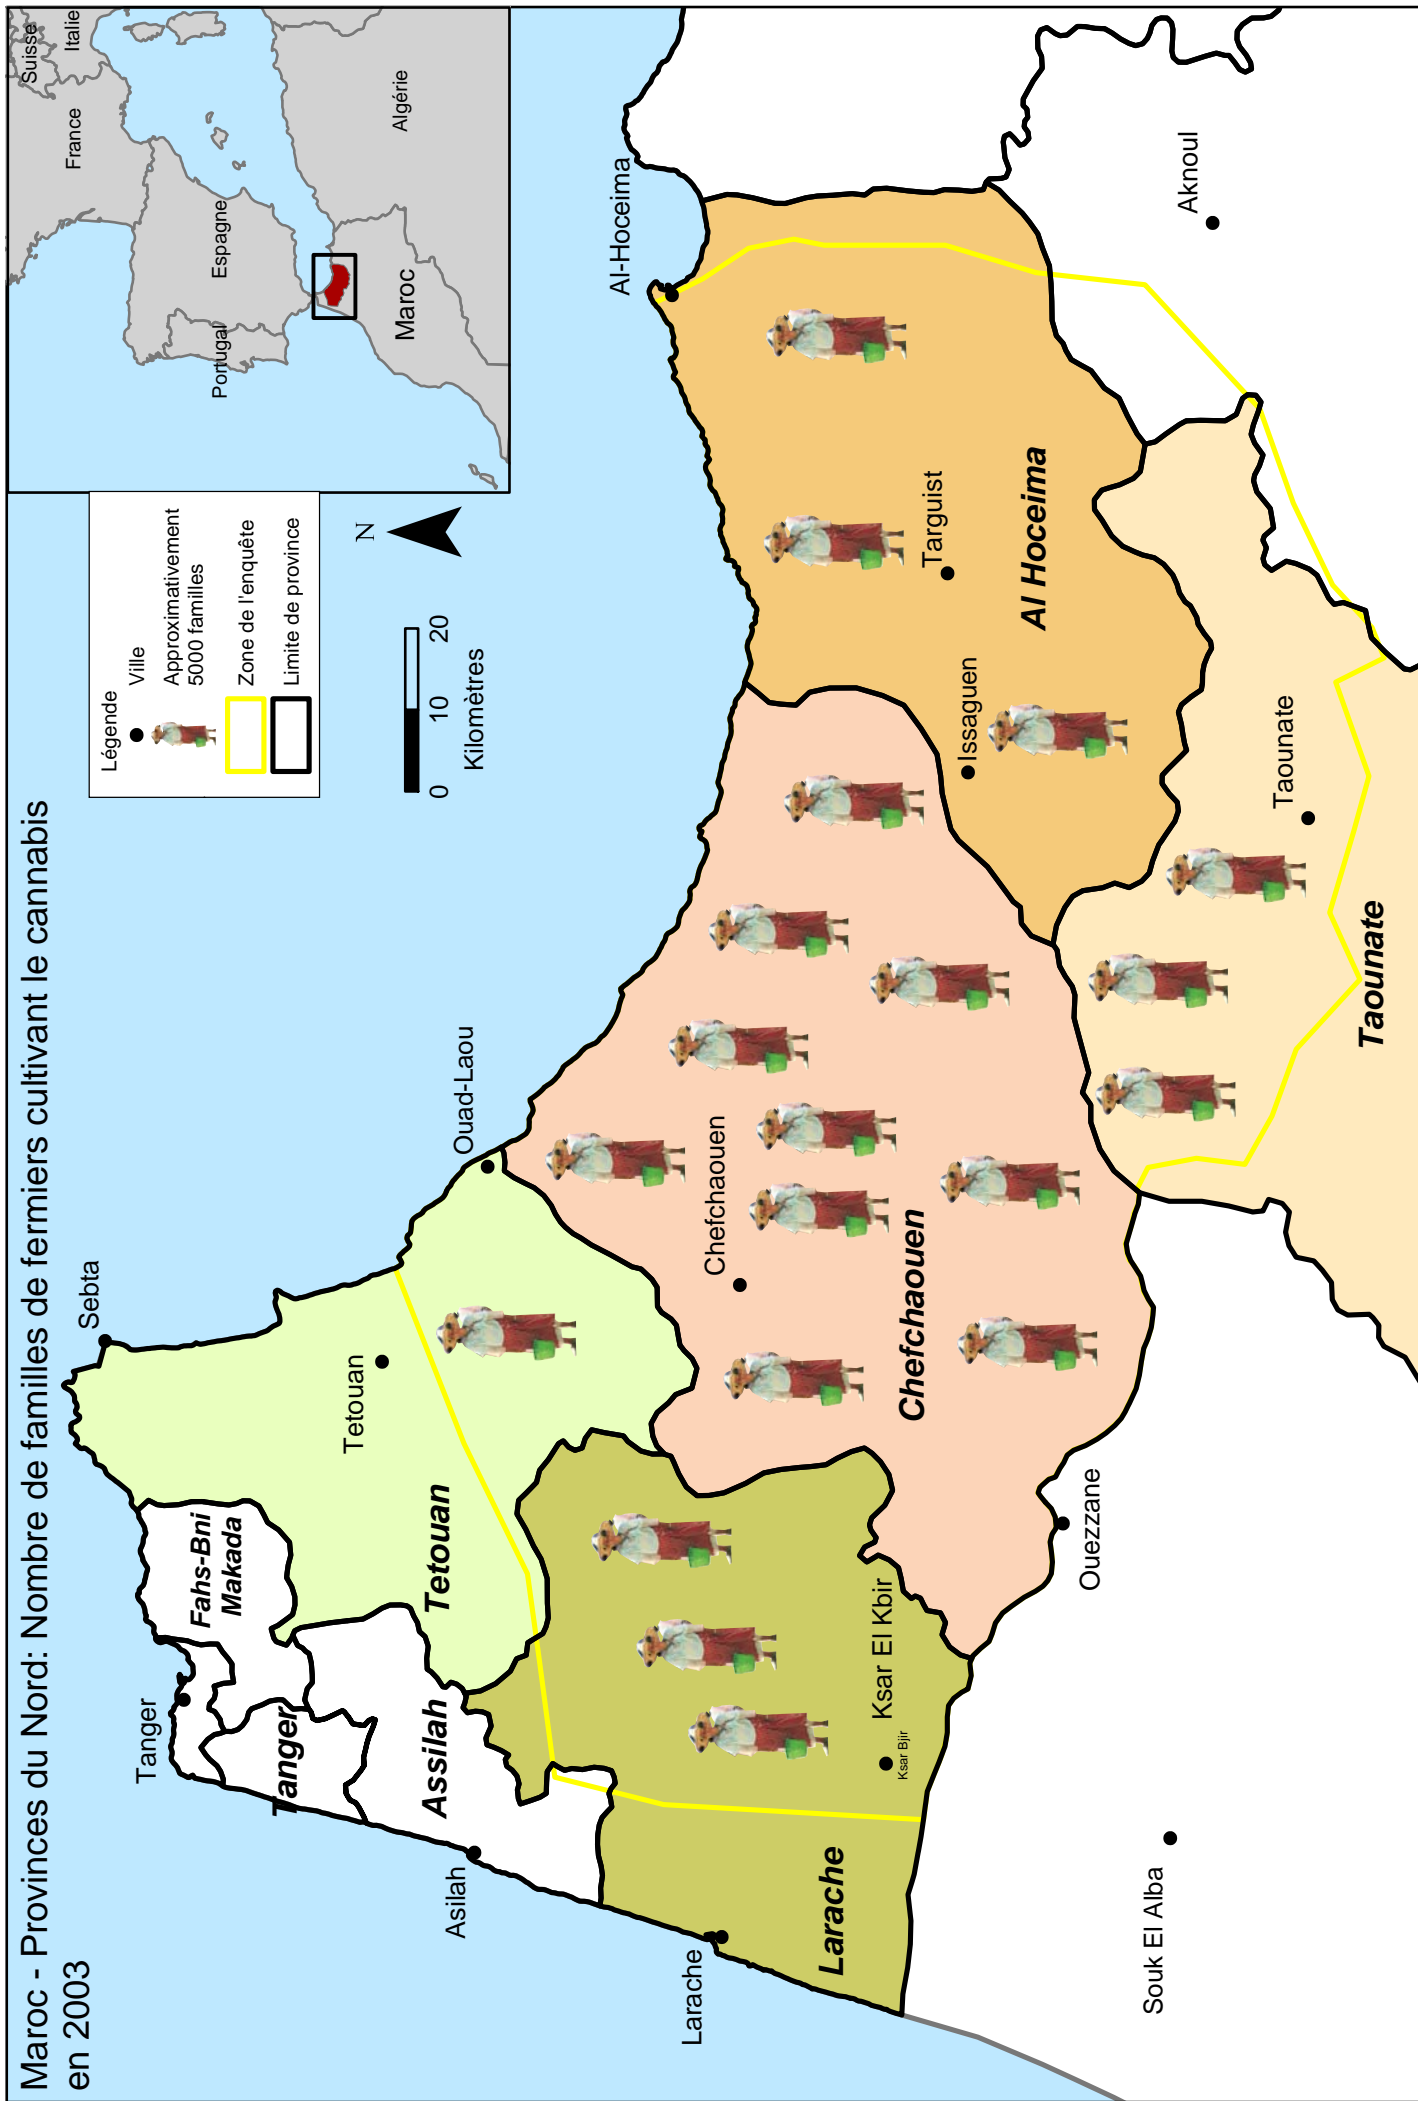 Maroc - Provinces du Nord: Nombre de familles de fermiers cultivant le cannabis
en 2003
Légende
Ville
Approximativement
5000 familles
Zone de l'enquête
Limite de province
N
0 10 20
Kilomètres
Suisse
Italie
France
Espagne
Portugal
Algérie
Maroc
Sebta
Tanger
Fahs-Bni
Makada
Tanger
Tetouan
Tetouan
Assilah
Asilah
Ouad-Laou
Al-Hoceima
Larache
Larache
Chefchaouen
Chefchaouen
Ksar El Kbir
Ksar Bjir
Targuist
Issaguen
Al Hoceima
Ouezzane
Aknoul
Souk El Alba
Taounate
Taounate